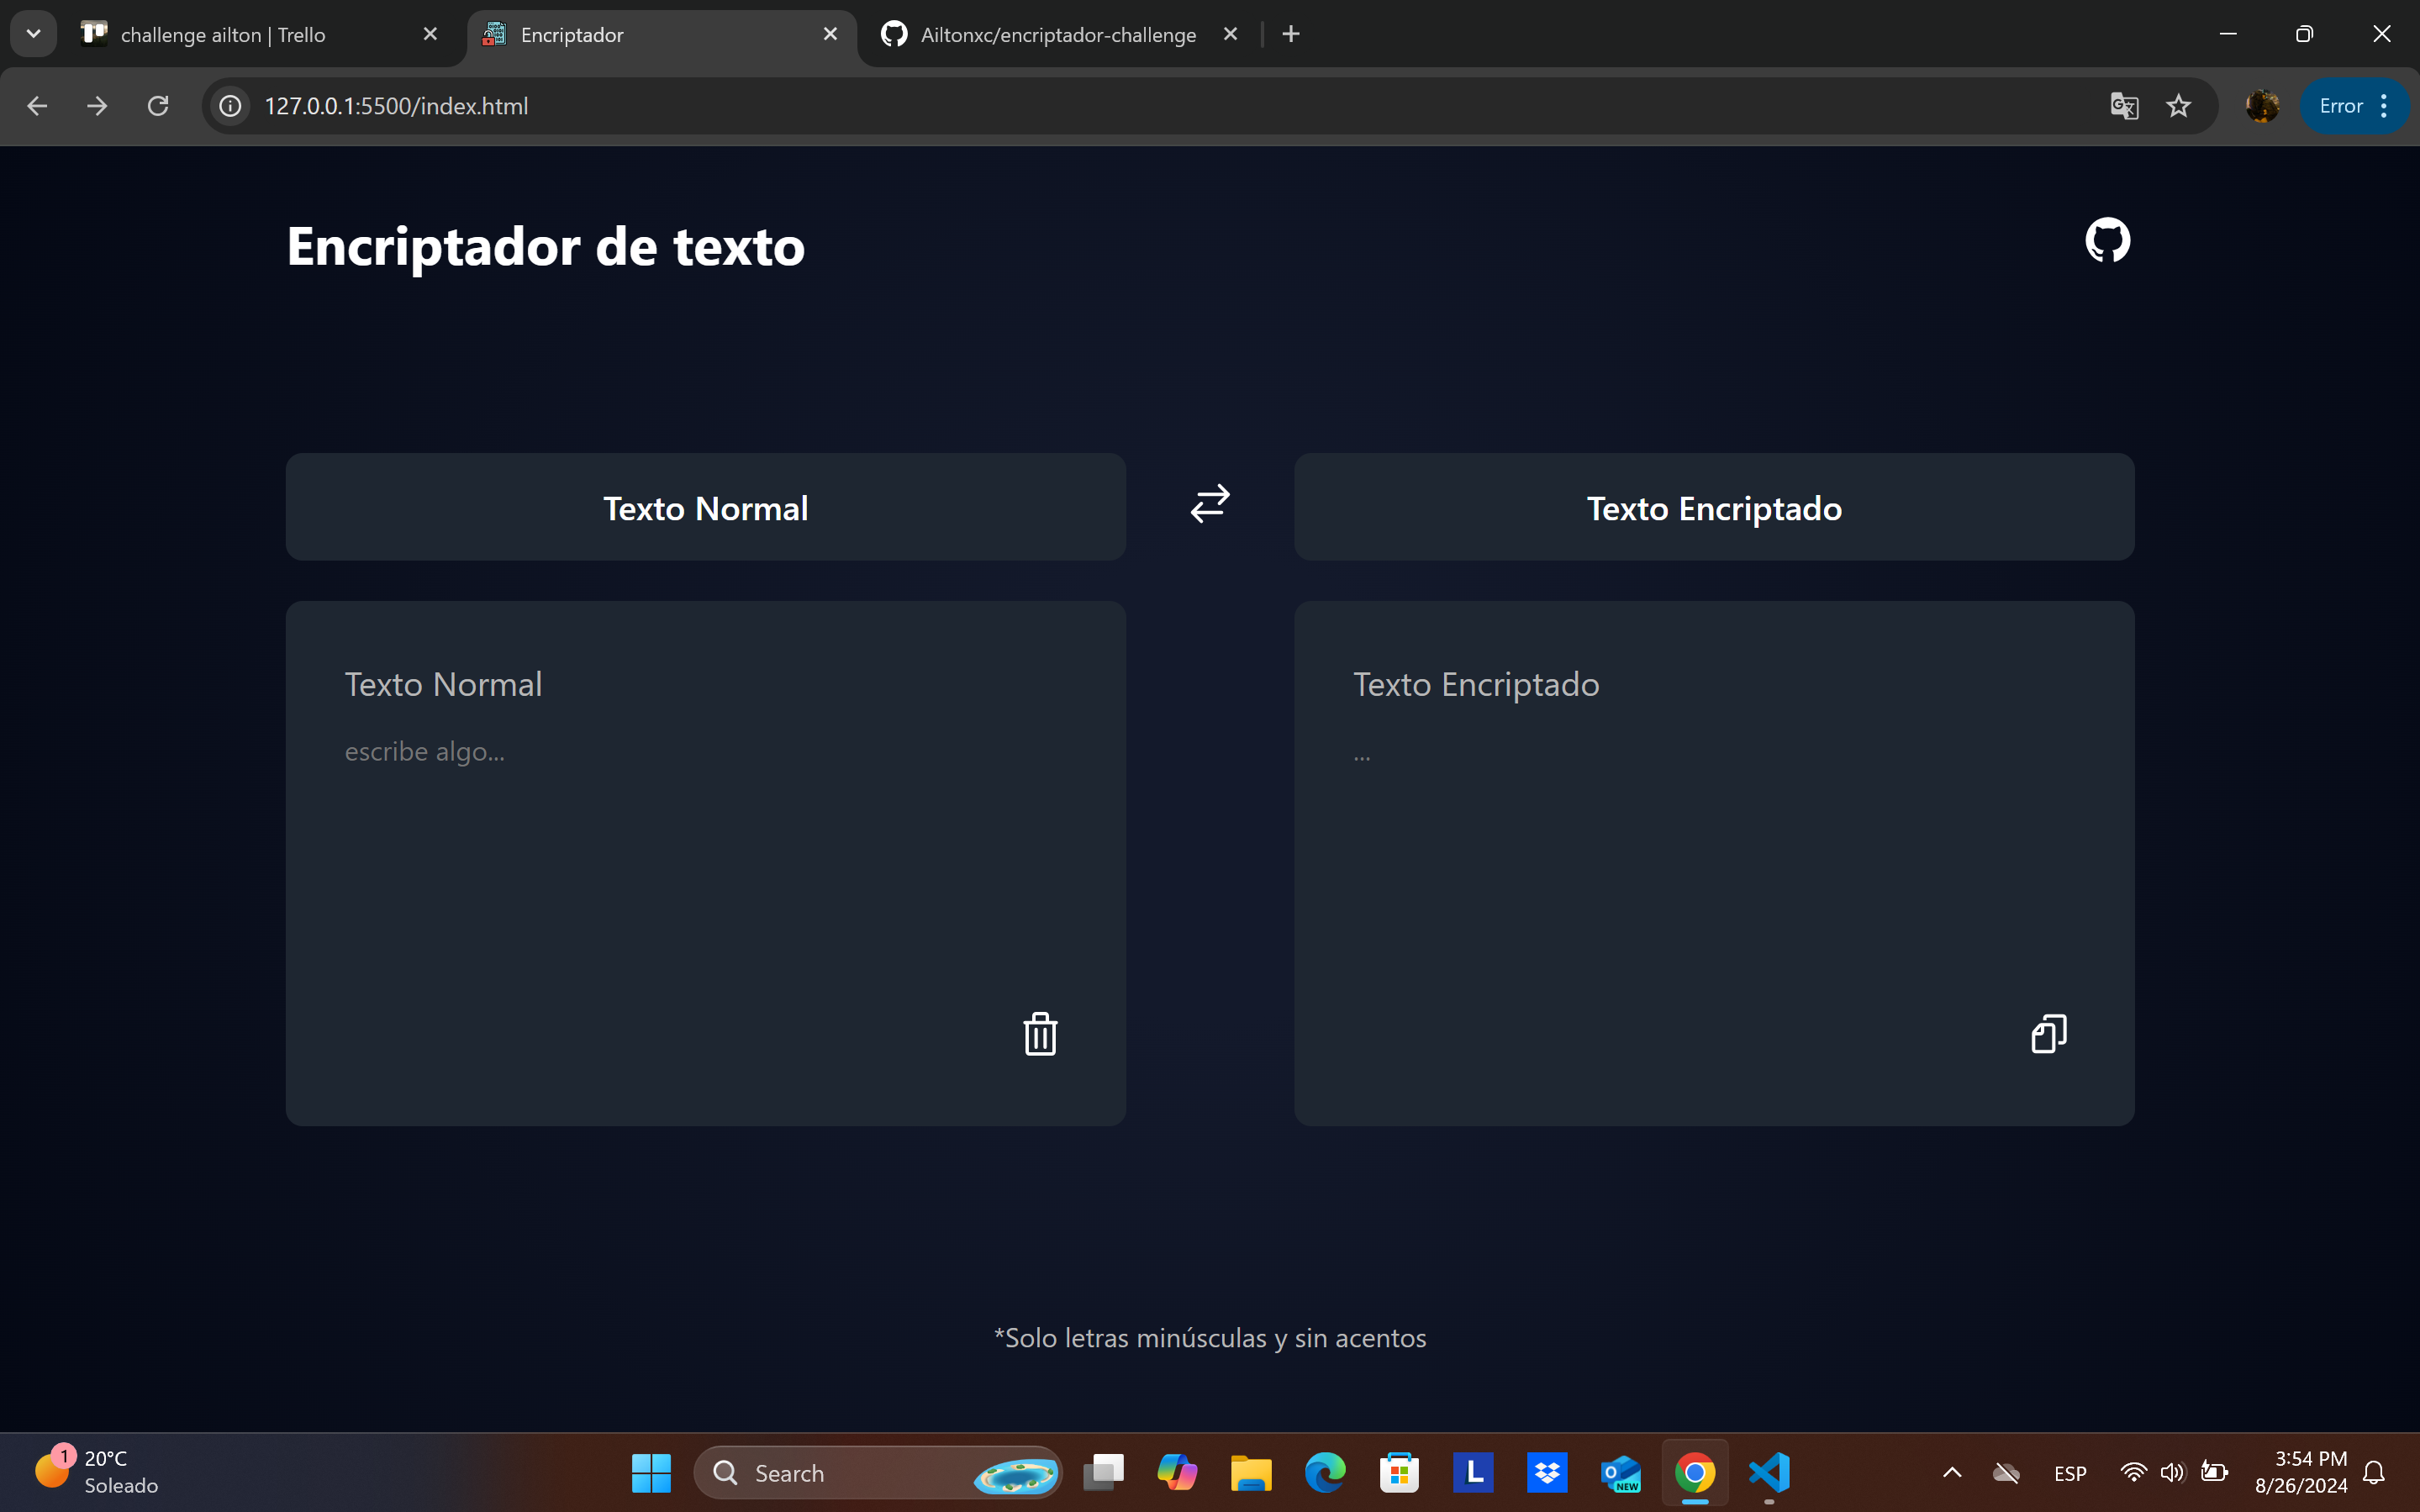 challenge ailton | Trello
Encriptador
Ailtonxc/encriptador-challenge
127.0.0.1:5500/index.html
Error
Encriptador de texto
Texto Normal
Texto Encriptado
Texto Normal
escribe algo...
Texto Encriptado
...
*Solo letras minúsculas y sin acentos
1
20°C
Soleado
Search
L
NEW
ESP
3:54 PM
8/26/2024